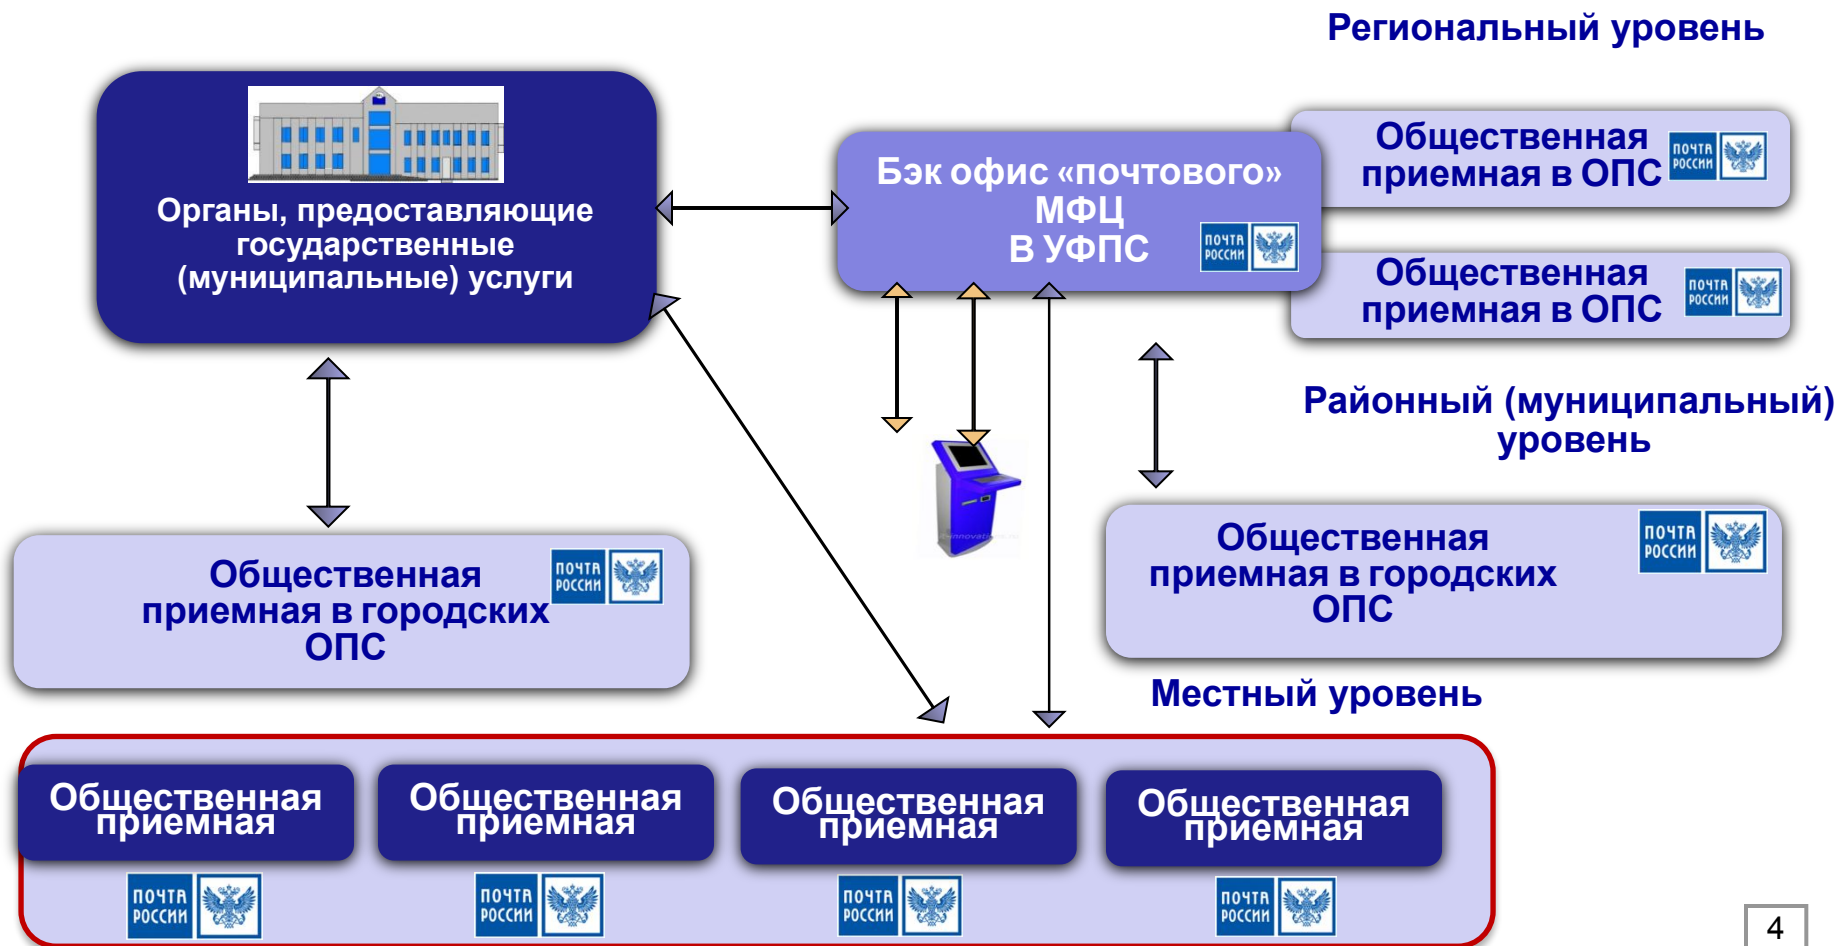 Региональный уровень
Органы, предоставляющие
государственные
(муниципальные) услуги
Бэк офис «почтового»
МФЦ
В УФПС
ПОЧТА
РОССИИ
Общественная
приемная в ОПС
ПОЧТА
РОССИИ
Общественная
приемная в ОПС
ПОЧТА
РОССИИ
Районный (муниципальный)
уровень
Общественная
приемная в городских
ОПС
ПОЧТА
РОССИИ
Общественная
приемная в городских
ОПС
ПОЧТА
РОССИИ
Местный уровень
Общественная
приемная
Общественная
приемная
Общественная
приемная
Общественная
приемная
ПОЧТА
РОССИИ
ПОЧТА
РОССИИ
ПОЧТА
РОССИИ
ПОЧТА
РОССИИ
4